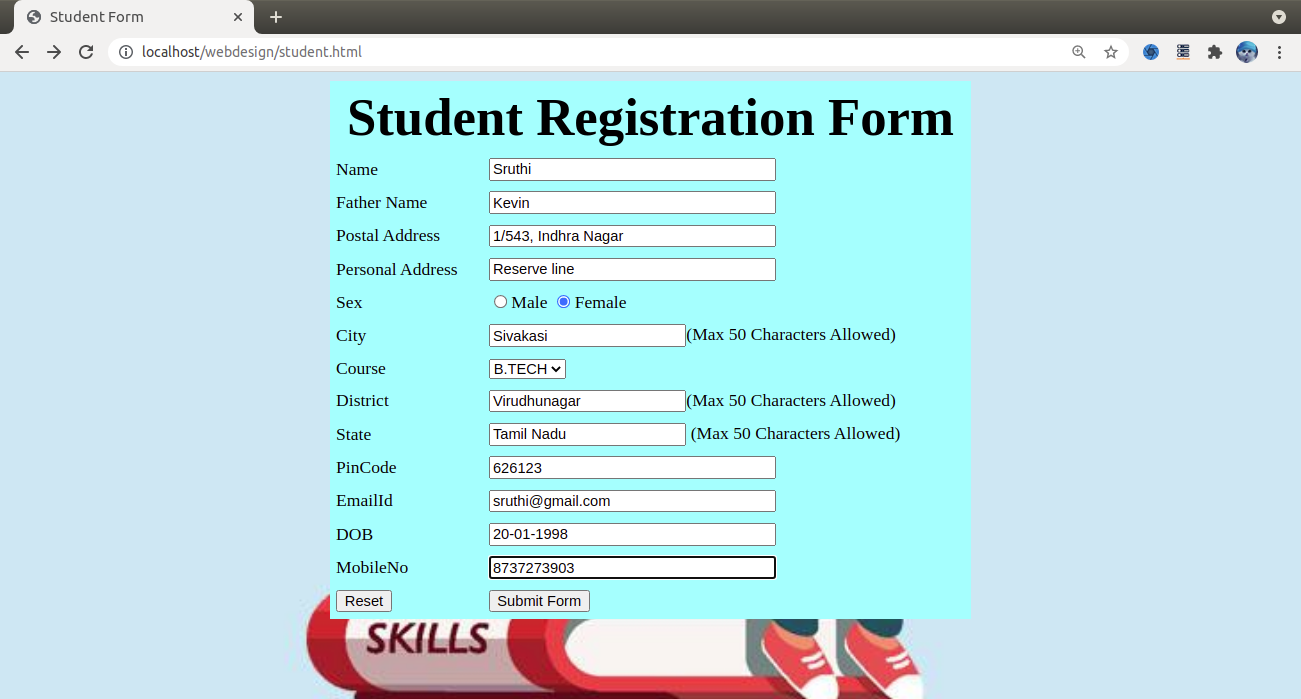 Student Form
localhost/webdesign/student.html
Student Registration Form
Name Sruthi
Father Name Kevin
Postal Address 1/543, Indhra Nagar
Personal Address Reserve line
Sex Male Female
City Sivakasi (Max 50 Characters Allowed)
Course B.TECH
District Virudhunagar (Max 50 Characters Allowed)
State Tamil Nadu (Max 50 Characters Allowed)
PinCode 626123
EmailId sruthi@gmail.com
DOB 20-01-1998
MobileNo 8737273903
Reset Submit Form
SKILLS